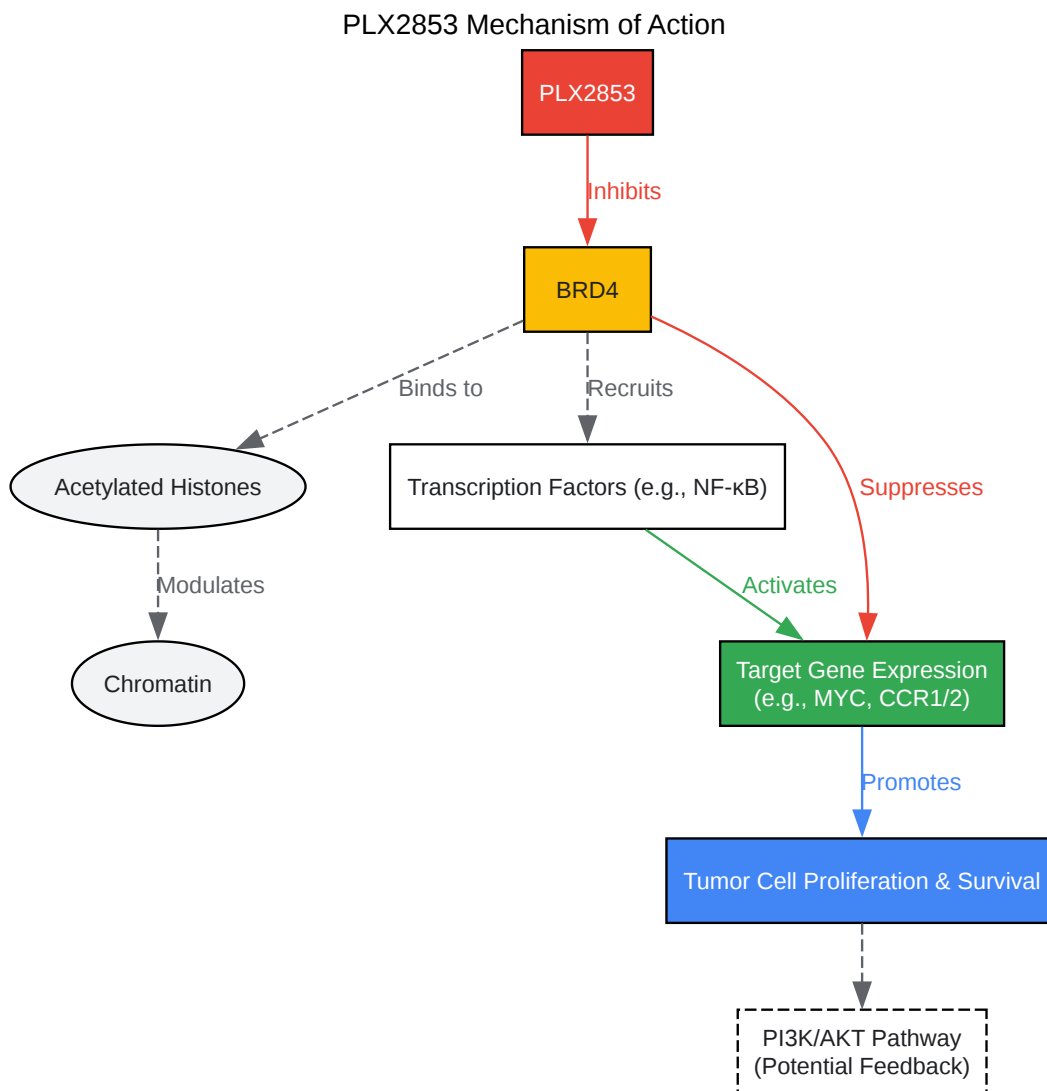 PLX2853 Mechanism of Action
PLX2853
Inhibits
BRD4
Binds to
Recruits
Acetylated Histones
Transcription Factors (e.g., NF-κB)
Suppresses
Modulates
Activates
Chromatin
Target Gene Expression
(e.g., MYC, CCR1/2)
Promotes
Tumor Cell Proliferation & Survival
PI3K/AKT Pathway
(Potential Feedback)